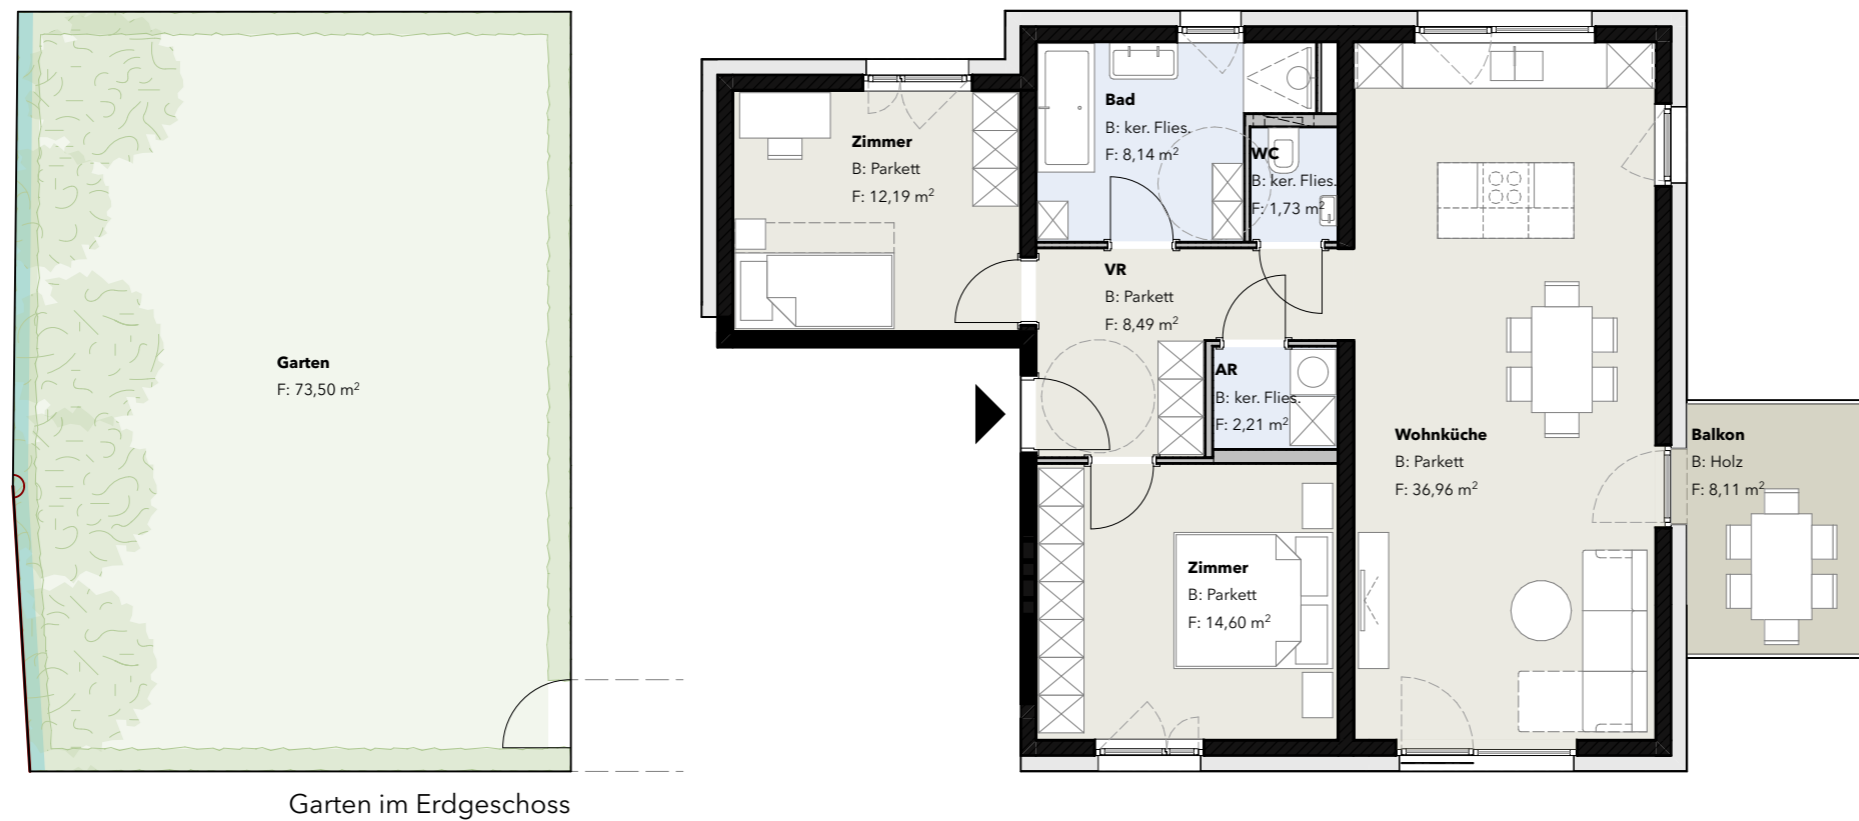 Garten
F: 73,50 m²
Garten im Erdgeschoss
Zimmer
B: Parkett
F: 12,19 m²
Bad
B: ker. Flies.
F: 8,14 m²
WC
B: ker. Flies.
F: 1,73 m²
VR
B: Parkett
F: 8,49 m²
AR
B: ker. Flies.
F: 2,21 m²
Wohnküche
B: Parkett
F: 36,96 m²
Balkon
B: Holz
F: 8,11 m²
Zimmer
B: Parkett
F: 14,60 m²